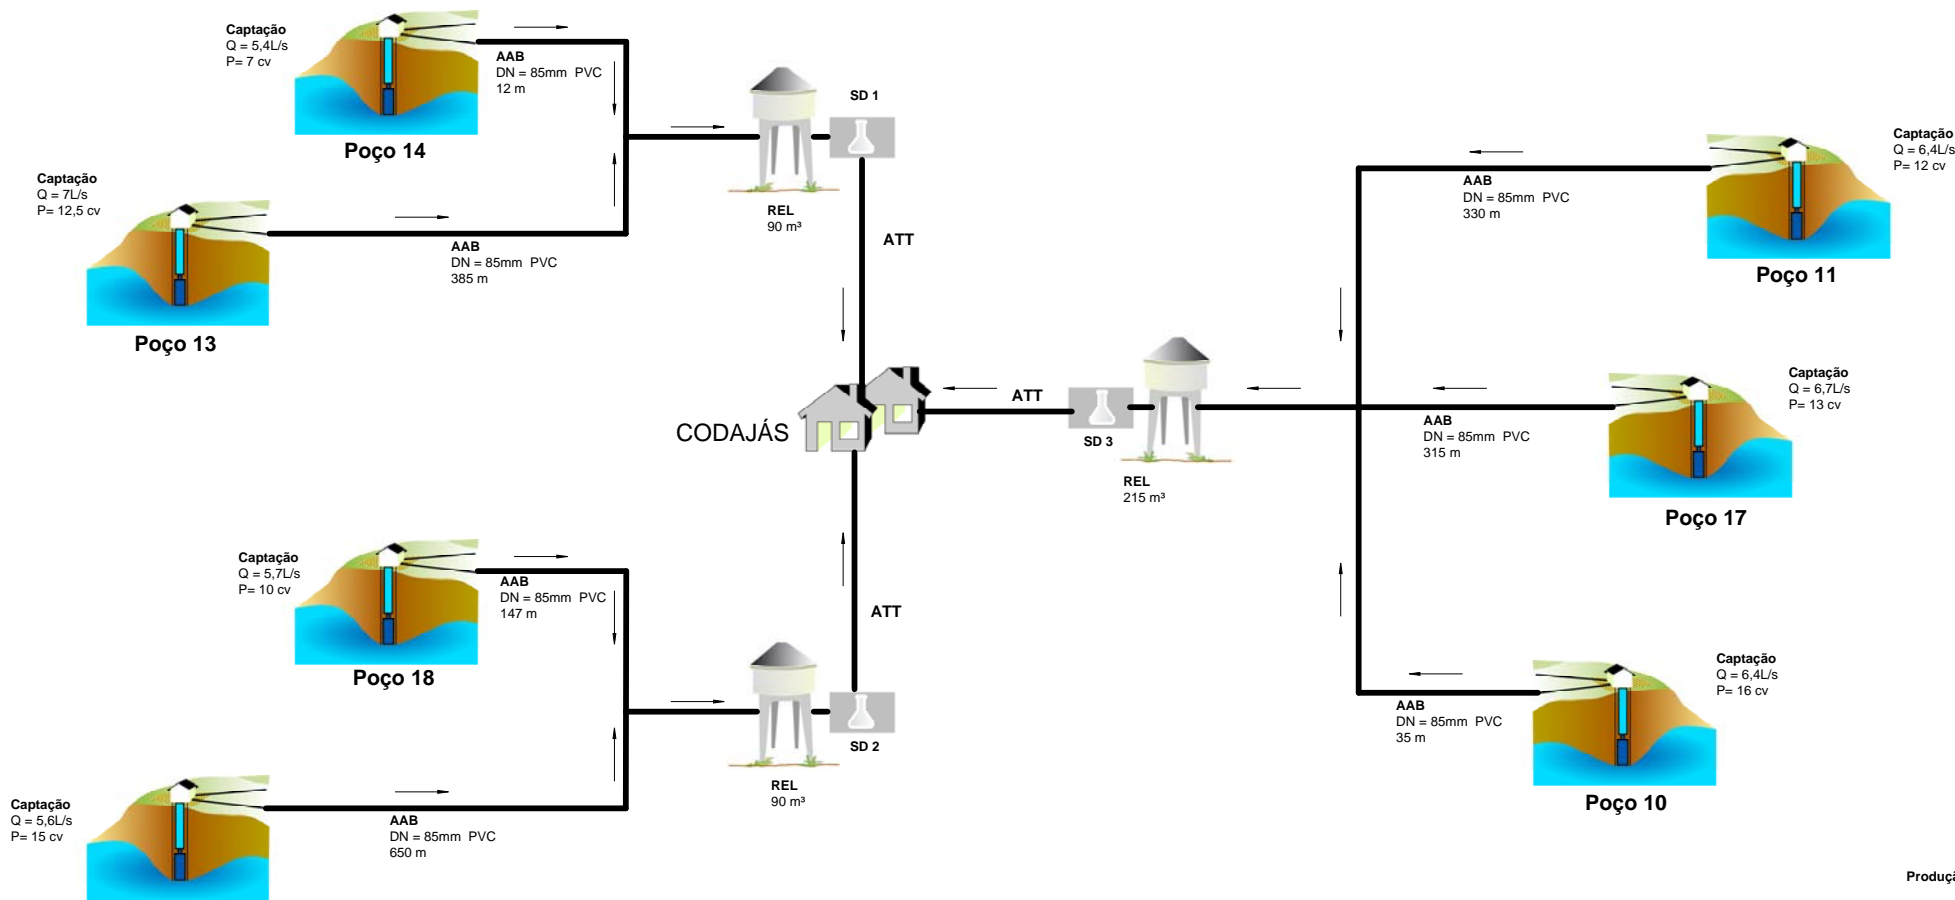 Captação
Q = 5,4L/s
P= 7 cv
AAB
DN = 85mm PVC
12 m
Poço 14
Captação
Q = 7L/s
P= 12,5 cv
AAB
DN = 85mm PVC
385 m
Poço 13
REL
90 m³
SD 1
ATT
CODAJÁS
Captação
Q = 5,7L/s
P= 10 cv
AAB
DN = 85mm PVC
147 m
Poço 18
Captação
Q = 5,6L/s
P= 15 cv
AAB
DN = 85mm PVC
650 m
REL
90 m³
SD 2
ATT
ATT
SD 3
REL
215 m³
Captação
Q = 6,4L/s
P= 12 cv
AAB
DN = 85mm PVC
330 m
Poço 11
Captação
Q = 6,7L/s
P= 13 cv
AAB
DN = 85mm PVC
315 m
Poço 17
Captação
Q = 6,4L/s
P= 16 cv
AAB
DN = 85mm PVC
35 m
Poço 10